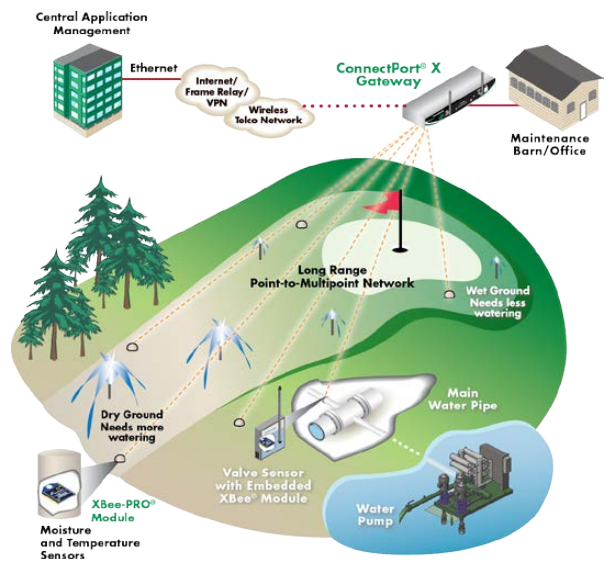 Central Application
Management
Ethernet
Internet/
Frame Relay/
VPN
Wireless
Telco Network
ConnectPort® X
Gateway
Maintenance
Barn/Office
Long Range
Point-to-Multipoint Network
Wet Ground
Needs less
watering
Dry Ground
Needs more
watering
Main
Water Pipe
Valve Sensor
with Embedded
XBee® Module
Water
Pump
XBee-PRO®
Module
Moisture
and Temperature
Sensors